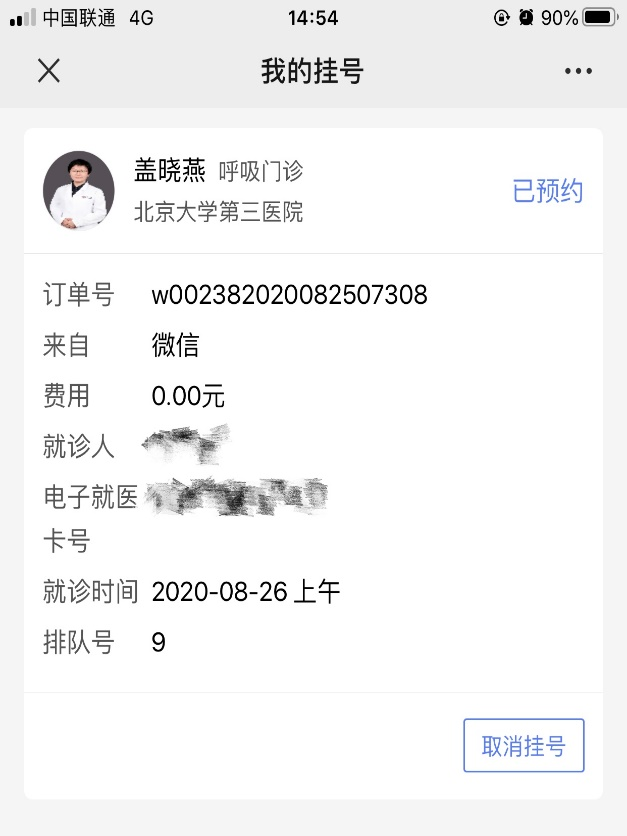 中国联通 4G 14:54 90%
我的挂号
盖晓燕 呼吸门诊
北京大学第三医院
已预约
订单号 w002382020082507308
来自 微信
费用 0.00元
就诊人
电子就医
卡号
就诊时间 2020-08-26 上午
排队号 9
取消挂号